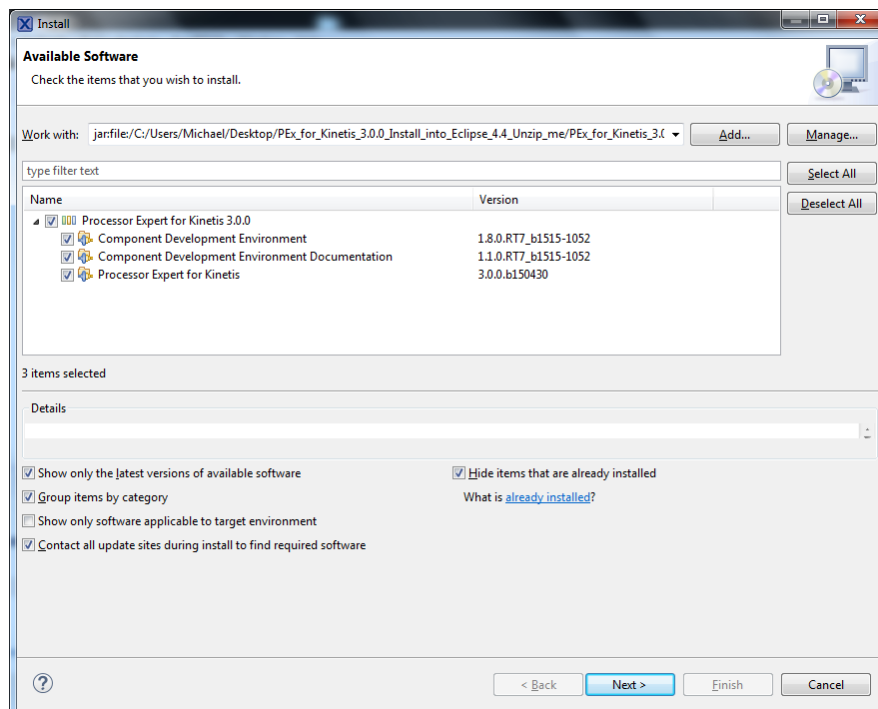 Install
Available Software
Check the items that you wish to install.
Work with: jar:file:/C:/Users/Michael/Desktop/PEx_for_Kinetis_3.0.0_Install_into_Eclipse_4.4_Unzip_me/PEx_for_Kinetis_3.( Add... Manage...
type filter text Select All
Name Version Deselect All
Processor Expert for Kinetis 3.0.0
Component Development Environment 1.8.0.RT7_b1515-1052
Component Development Environment Documentation 1.1.0.RT7_b1515-1052
Processor Expert for Kinetis 3.0.0.b150430
3 items selected
Details
Show only the latest versions of available software Hide items that are already installed
Group items by category What is already installed?
Show only software applicable to target environment
Contact all update sites during install to find required software
? < Back Next > Finish Cancel